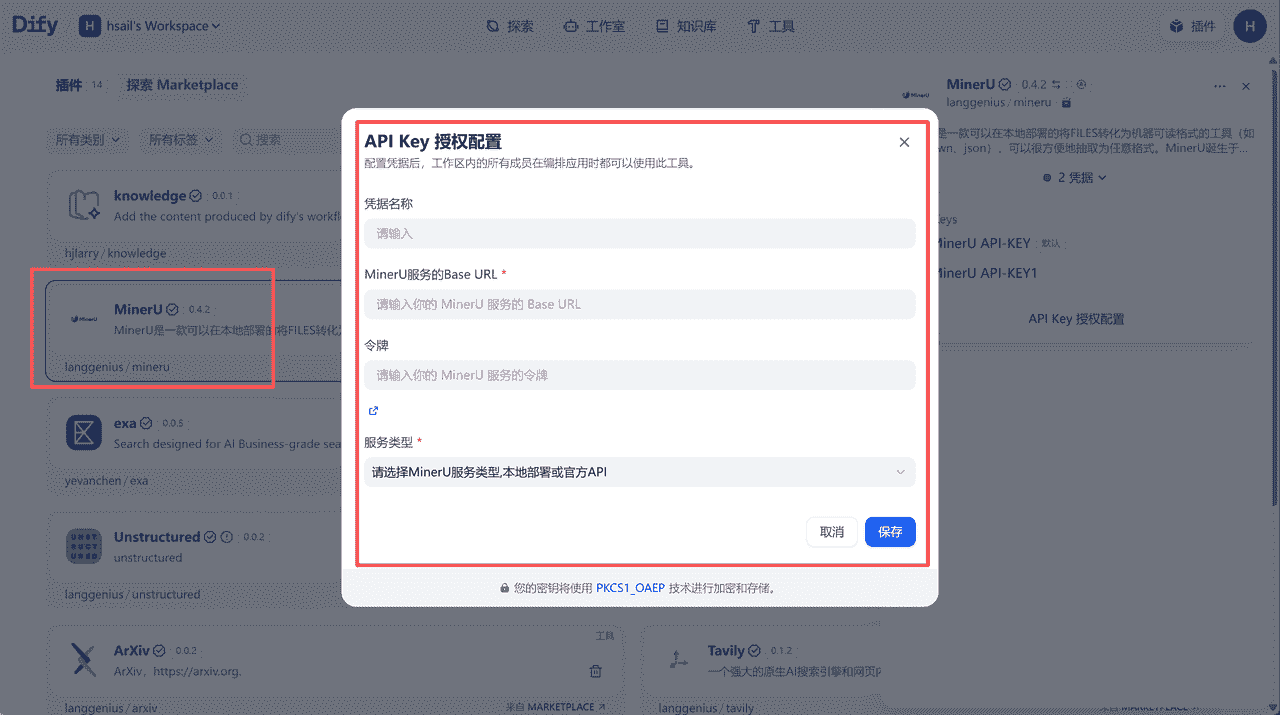 Dify
H hsail's Workspace
探索
工作室
知识库
工具
插件
H
插件 14
探索 Marketplace
所有类别
所有标签
搜索
knowledge 0.0.1
Add the content produced by dify's workfl
hjlarry / knowledge
MinerU 0.4.2
MinerU是一款可以在本地部署的将FILES转化为
langgenius / mineru
exa 0.0.5
Search designed for AI Business-grade sea
yevanchen / exa
UNST
RUCT
URED
Unstructured 0.0.2
unstructured
langgenius / unstructured
工具
ArXiv 0.0.2
ArXiv，https://arxiv.org.
langgenius / arxiv
来自 MARKETPLACE
Tavily 0.1.2
一个强大的原生AI搜索引擎和网页内
langgenius / tavily
来自 MARKETPLACE
API Key 授权配置
配置凭据后，工作区内的所有成员在编排应用时都可以使用此工具。
凭据名称
请输入
MinerU服务的Base URL *
请输入你的 MinerU 服务的 Base URL
令牌
请输入你的 MinerU 服务的令牌
服务类型 *
请选择MinerU服务类型,本地部署或官方API
取消
保存
您的密钥将使用 PKCS1_OAEP 技术进行加密和存储。
MinerU
MinerU 0.4.2
langgenius / mineru
是一款可以在本地部署的将FILES转化为机器可读格式的工具（如
wn、json），可以很方便地抽取为任意格式。MinerU诞生于...
2 凭据
eys
MinerU API-KEY 默认
MinerU API-KEY1
API Key 授权配置